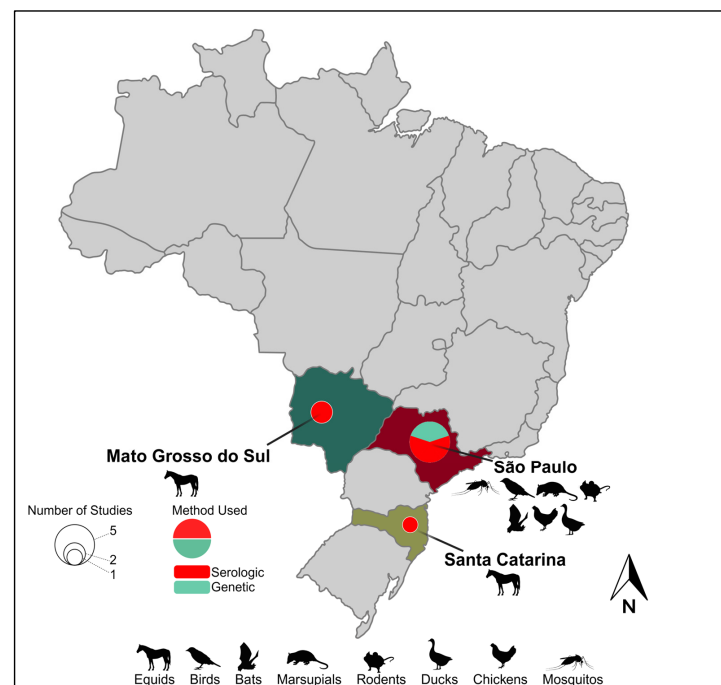 Mato Grosso do Sul
São Paulo
Number of Studies
5
2
1
Method Used
Serologic
Genetic
Santa Catarina
N
Equids Birds Bats Marsupials Rodents Ducks Chickens Mosquitos